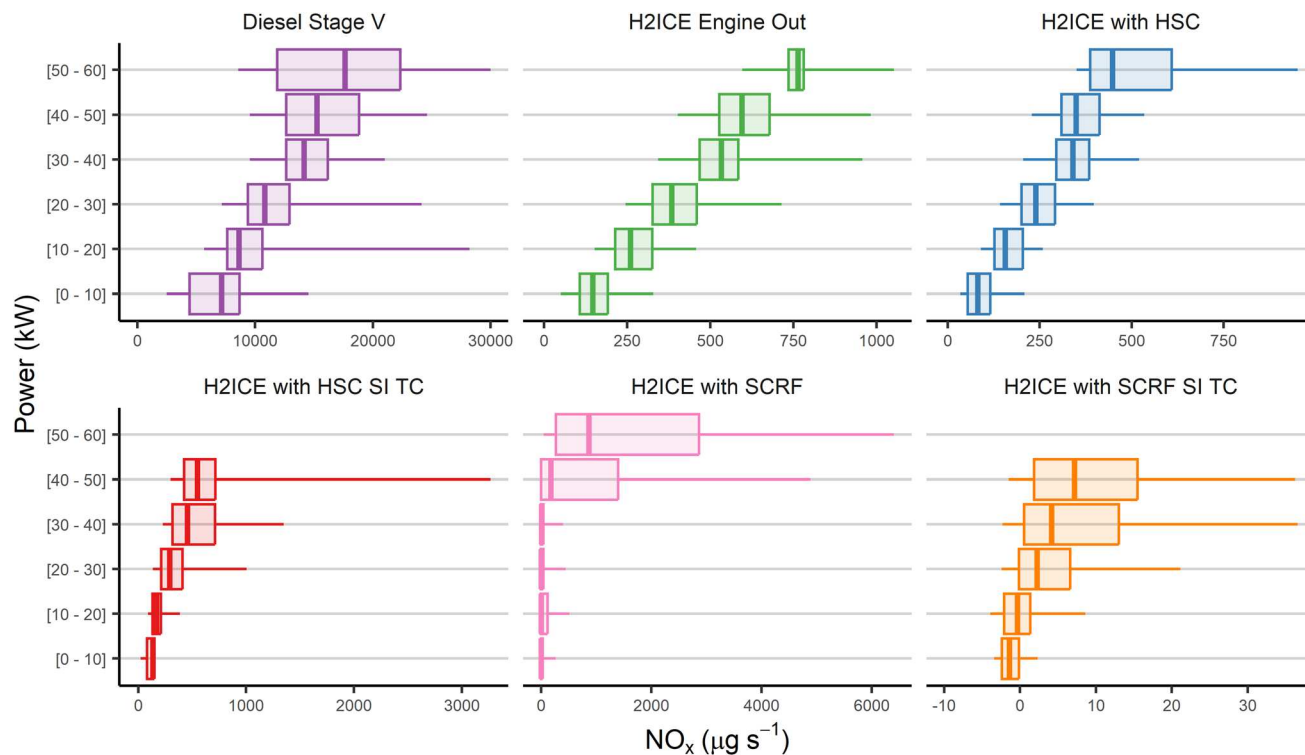 Diesel Stage V H2ICE Engine Out H2ICE with HSC
[50 - 60]
[40 - 50]
[30 - 40]
[20 - 30]
[10 - 20]
[0 - 10]
0 10000 20000 30000 0 250 500 750 1000 0 250 500 750
Power (kW)
H2ICE with HSC SI TC H2ICE with SCRF H2ICE with SCRF SI TC
[50 - 60]
[40 - 50]
[30 - 40]
[20 - 30]
[10 - 20]
[0 - 10]
0 1000 2000 3000 0 2000 4000 6000 -10 0 10 20 30
NOₓ (μg s⁻¹)